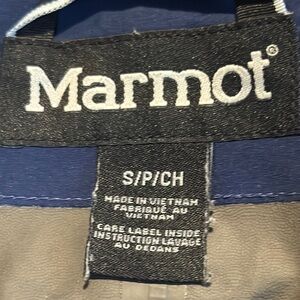 Marmot®
S/P/CH
MADE IN VIETNAM
FABRIQUÉ AU
VIETNAM
CARE LABEL INSIDE
INSTRUCTION LAVAGE
AU DEDANS